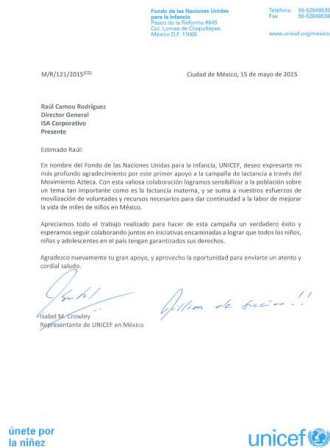 Fondo de las Naciones Unidas
para la Infancia
Paseo de la Reforma #645
Col. Lomas de Chapultepec
México D.F. 11000
Teléfono 55-52849530
Fax 55-52849538
www.unicef.org/mexico
M/R/121/2015
Ciudad de México, 15 de mayo de 2015
Raúl Camou Rodríguez
Director General
ISA Corporativo
Presente
Estimado Raúl:
En nombre del Fondo de las Naciones Unidas para la Infancia, UNICEF, deseo expresarte mi
más profundo agradecimiento por este primer apoyo a la campaña de lactancia a través del
Movimiento Azteca. Con esta valiosa colaboración logramos sensibilizar a la población sobre
un tema tan importante como es la lactancia materna, y se suma a nuestros esfuerzos de
movilización de voluntades y recursos necesarios para dar continuidad a la labor de mejorar
la vida de miles de niños en México.
Apreciamos todo el trabajo realizado para hacer de esta campaña un verdadero éxito y
esperamos seguir colaborando juntos en iniciativas encaminadas a lograr que todos los niños,
niñas y adolescentes en el país tengan garantizados sus derechos.
Agradezco nuevamente tu gran apoyo, y aprovecho la oportunidad para enviarte un atento y
cordial saludo.
Isabel M. Crowley
Representante de UNICEF en México
únete por
la niñez
unicef